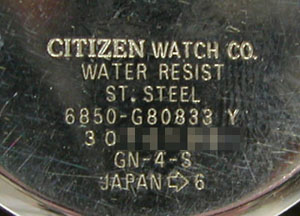 CITIZEN WATCH CO.
WATER RESIST
ST. STEEL
6850-G80833 Y
30
GN-4-S
JAPAN ⇨ 6